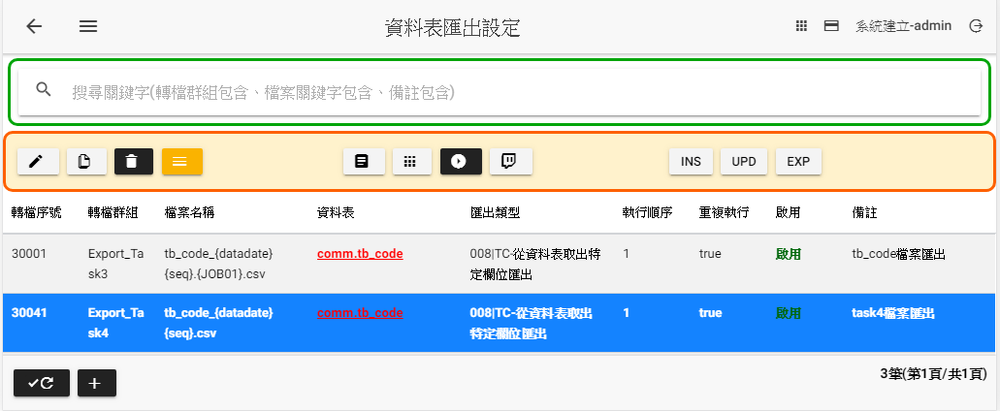 資料表匯出設定
系統建立-admin
搜尋關鍵字(轉檔群組包含、檔案關鍵字包含、備註包含)
INS UPD EXP
轉檔序號 轉檔群組 檔案名稱 資料表 匯出類型 執行順序 重複執行 啟用 備註
30001 Export_Ta tb_code_{datadate} comm.tb_code 008|TC-從資料表取出特 1 true 啟用 tb_code檔案匯出
sk3 {seq}.{JOB01}.csv 定欄位匯出
30041 Export_Ta tb_code_{datadate} comm.tb_code 008|TC-從資料表取出 1 true 啟用 task4檔案匯出
sk4 {seq}.csv 特定欄位匯出
3筆(第1頁/共1頁)